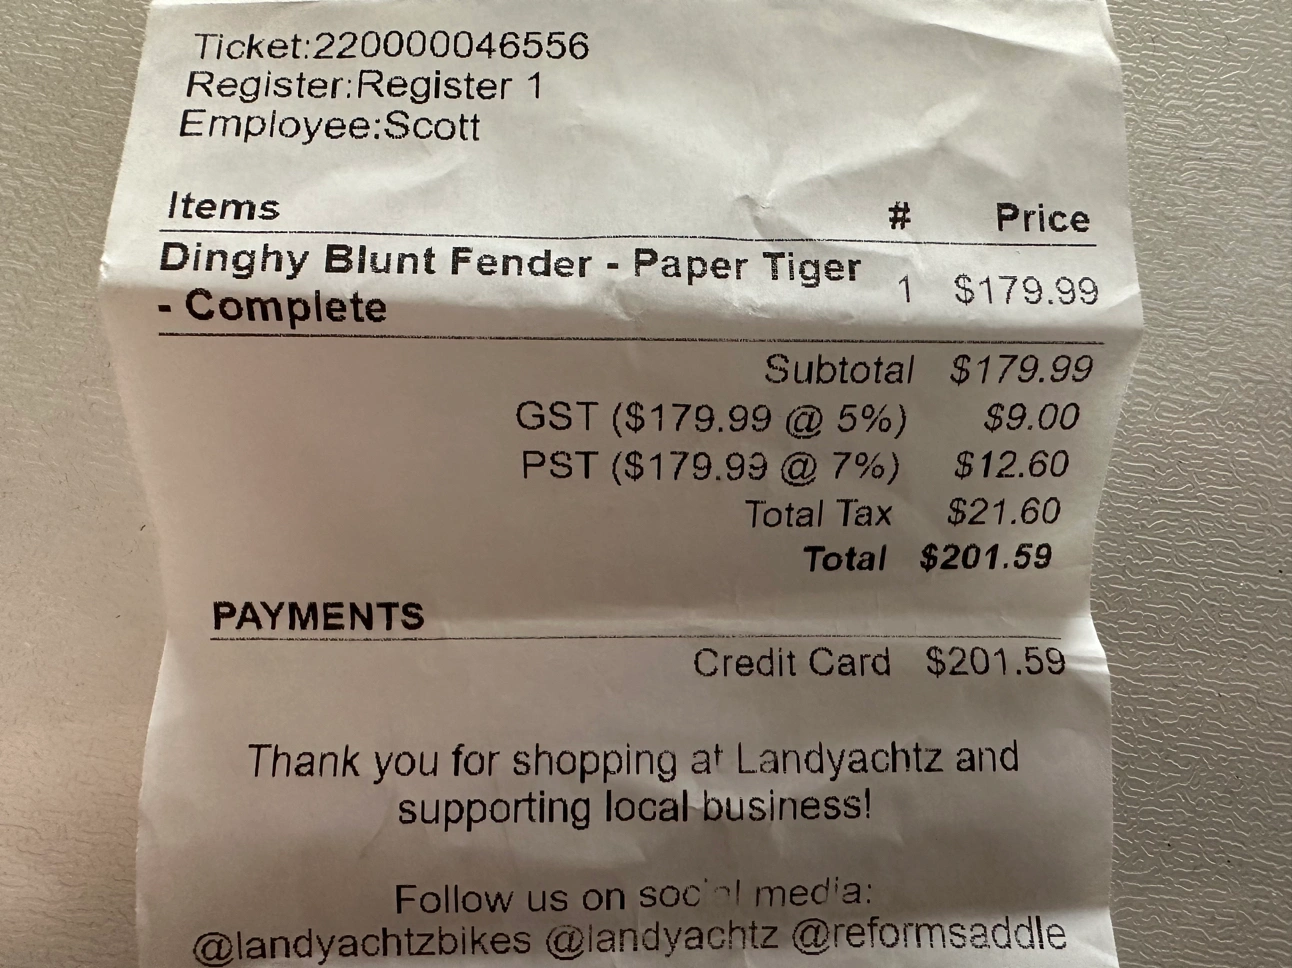 Ticket:220000046556
Register:Register 1
Employee:Scott
Items # Price
Dinghy Blunt Fender - Paper Tiger
- Complete 1 $179.99
Subtotal $179.99
GST ($179.99 @ 5%) $9.00
PST ($179.99 @ 7%) $12.60
Total Tax $21.60
Total $201.59
PAYMENTS
Credit Card $201.59
Thank you for shopping at Landyachtz and
supporting local business!
Follow us on social media:
@landyachtzbikes @landyachtz @reformsaddle